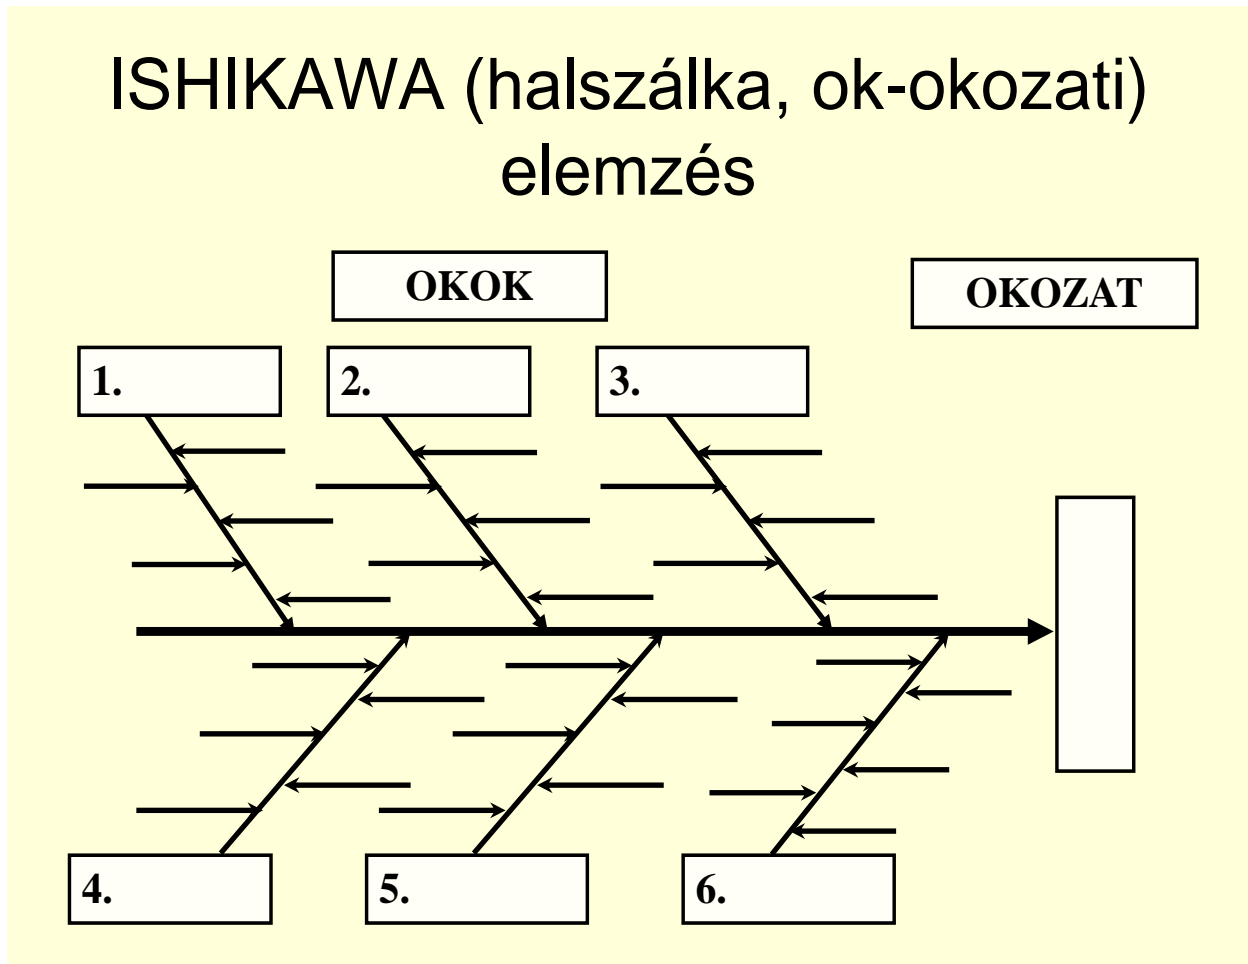 ISHIKAWA (halszálka, ok-okozati)
elemzés
OKOK
OKOZAT
1.
2.
3.
4.
5.
6.